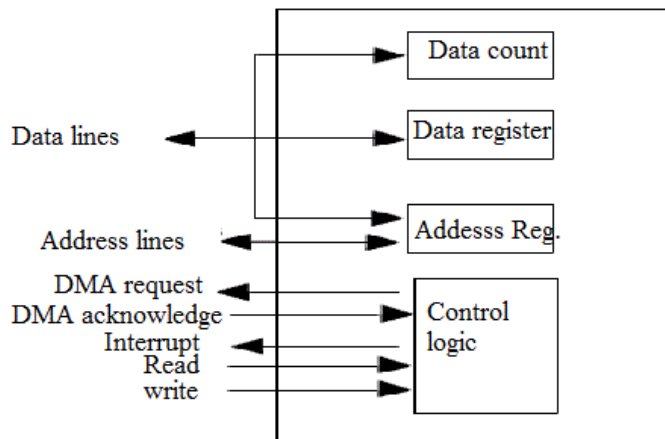 Data count
Data lines
Data register
Address lines
Addesss Reg.
DMA request
DMA acknowledge
Interrupt
Read
write
Control
logic